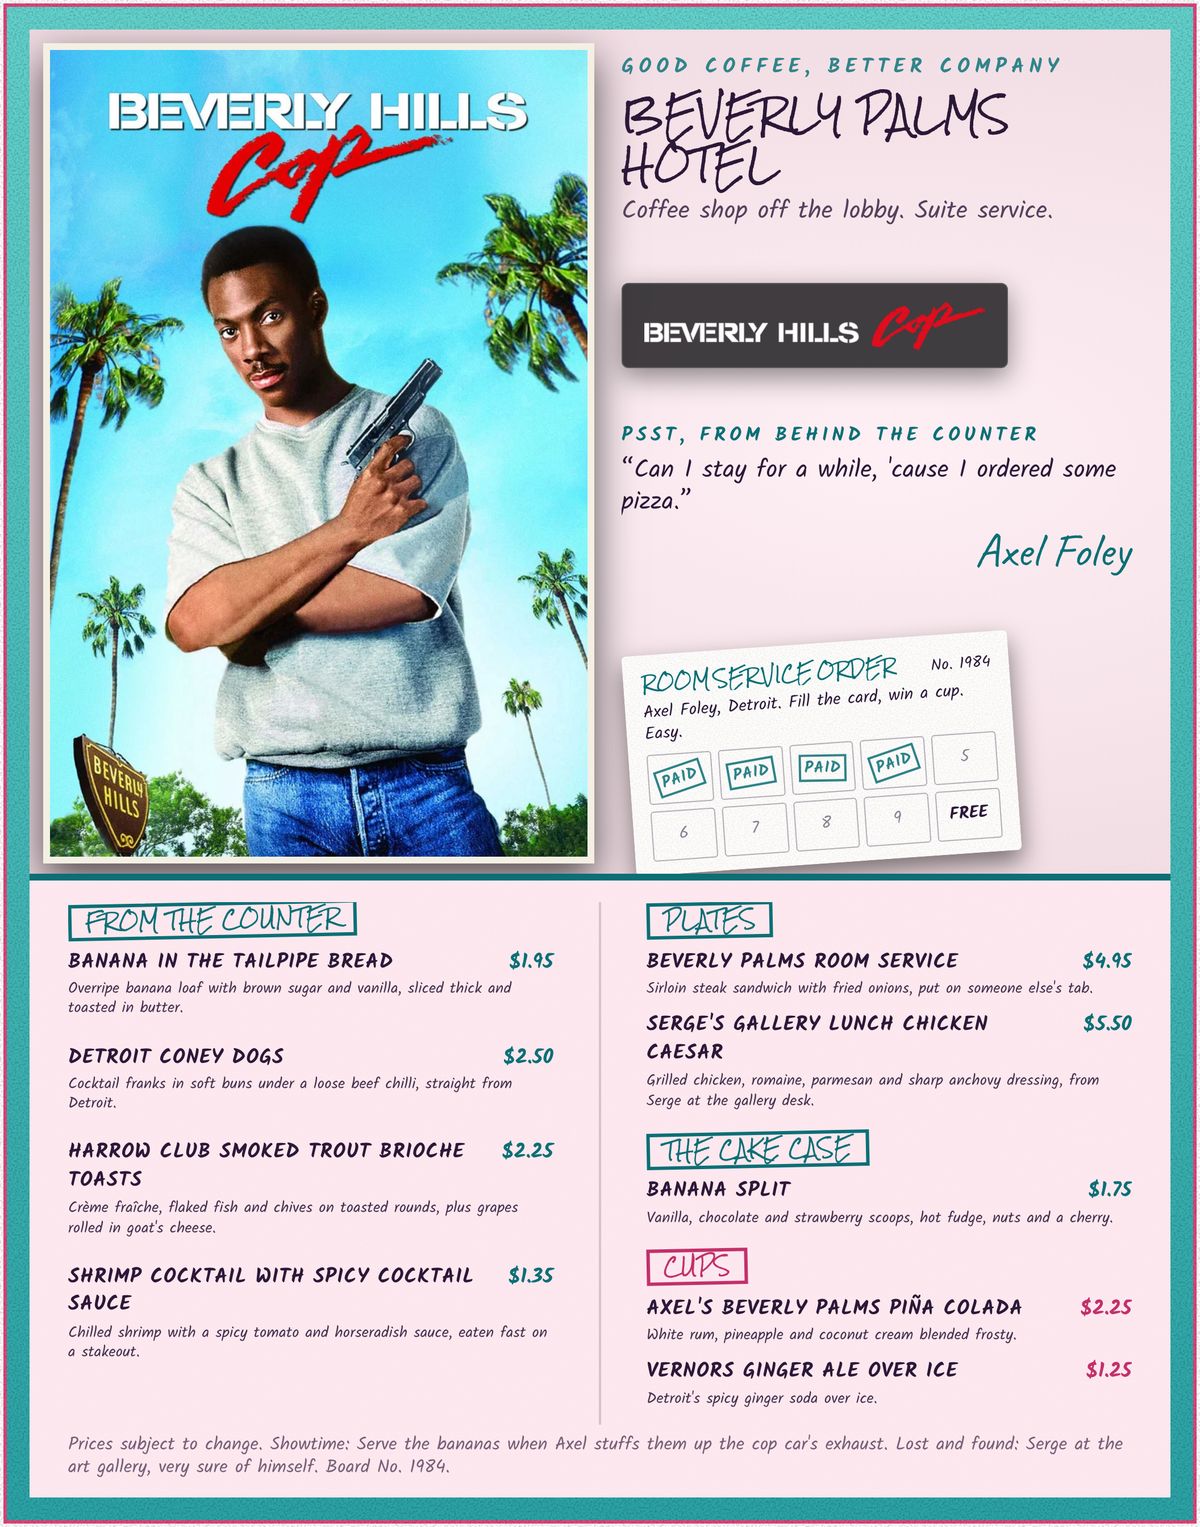 BEVERLY HILLS
Cop
BEVERLY
HILLS
GOOD COFFEE, BETTER COMPANY
BEVERLY PALMS
HOTEL
Coffee shop off the lobby. Suite service.
BEVERLY HILLS Cop
PSST, FROM BEHIND THE COUNTER
“Can I stay for a while, 'cause I ordered some
pizza.”
Axel Foley
ROOM SERVICE ORDER No. 1984
Axel Foley, Detroit. Fill the card, win a cup.
Easy.
PAID PAID PAID PAID 5
6 7 8 9 FREE
FROM THE COUNTER
BANANA IN THE TAILPIPE BREAD $1.95
Overripe banana loaf with brown sugar and vanilla, sliced thick and
toasted in butter.
DETROIT CONEY DOGS $2.50
Cocktail franks in soft buns under a loose beef chilli, straight from
Detroit.
HARROW CLUB SMOKED TROUT BRIOCHE $2.25
TOASTS
Crème fraîche, flaked fish and chives on toasted rounds, plus grapes
rolled in goat's cheese.
SHRIMP COCKTAIL WITH SPICY COCKTAIL $1.35
SAUCE
Chilled shrimp with a spicy tomato and horseradish sauce, eaten fast on
a stakeout.
PLATES
BEVERLY PALMS ROOM SERVICE $4.95
Sirloin steak sandwich with fried onions, put on someone else's tab.
SERGE'S GALLERY LUNCH CHICKEN $5.50
CAESAR
Grilled chicken, romaine, parmesan and sharp anchovy dressing, from
Serge at the gallery desk.
THE CAKE CASE
BANANA SPLIT $1.75
Vanilla, chocolate and strawberry scoops, hot fudge, nuts and a cherry.
CUPS
AXEL'S BEVERLY PALMS PIÑA COLADA $2.25
White rum, pineapple and coconut cream blended frosty.
VERNORS GINGER ALE OVER ICE $1.25
Detroit's spicy ginger soda over ice.
Prices subject to change. Showtime: Serve the bananas when Axel stuffs them up the cop car's exhaust. Lost and found: Serge at the
art gallery, very sure of himself. Board No. 1984.